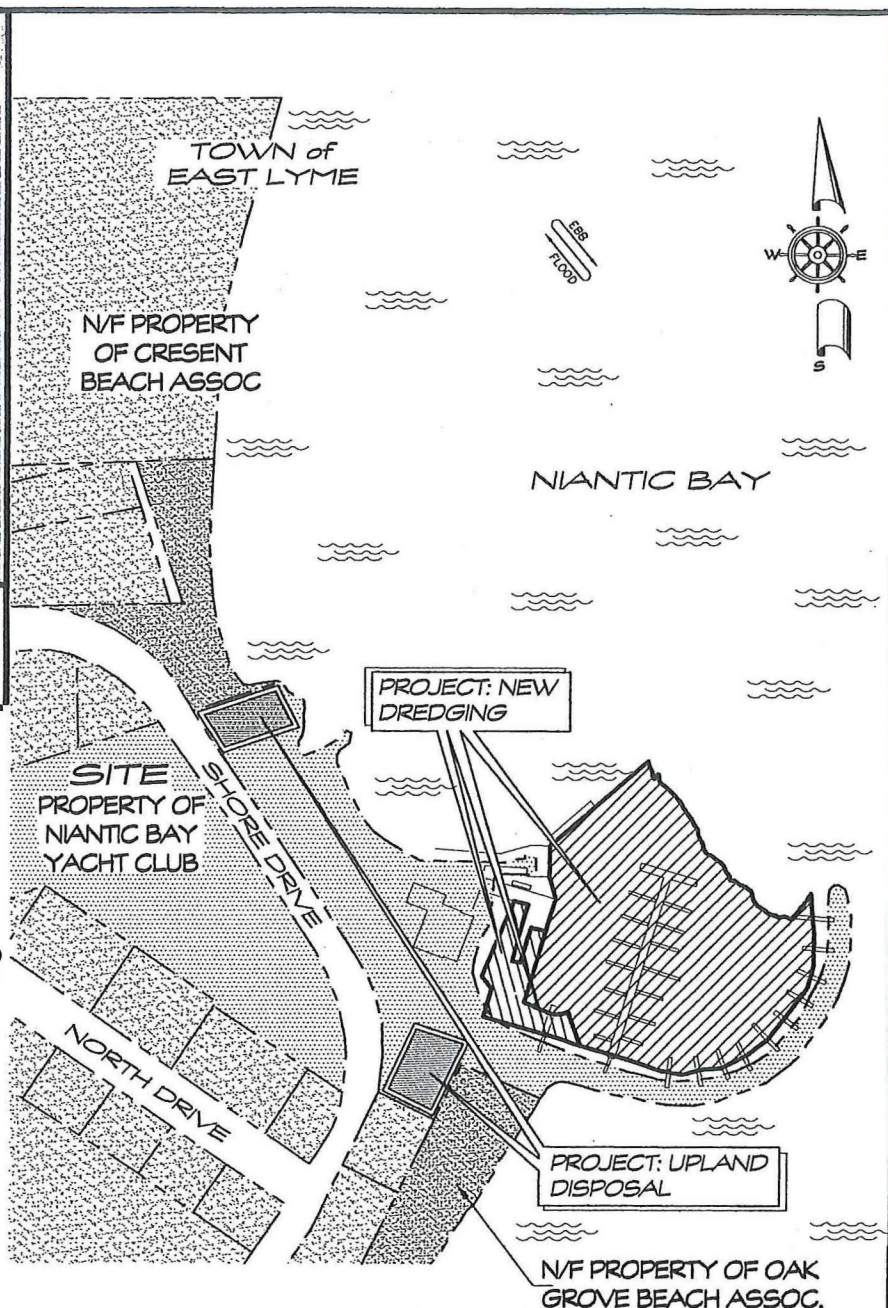 TOWN of
EAST LYME
EBB
FLOOD
W
E
S
N/F PROPERTY
OF CRESENT
BEACH ASSOC
NIANTIC BAY
PROJECT: NEW
DREDGING
SITE
PROPERTY OF
NIANTIC BAY
YACHT CLUB
SHORE DRIVE
NORTH DRIVE
PROJECT: UPLAND
DISPOSAL
N/F PROPERTY OF OAK
GROVE BEACH ASSOC.